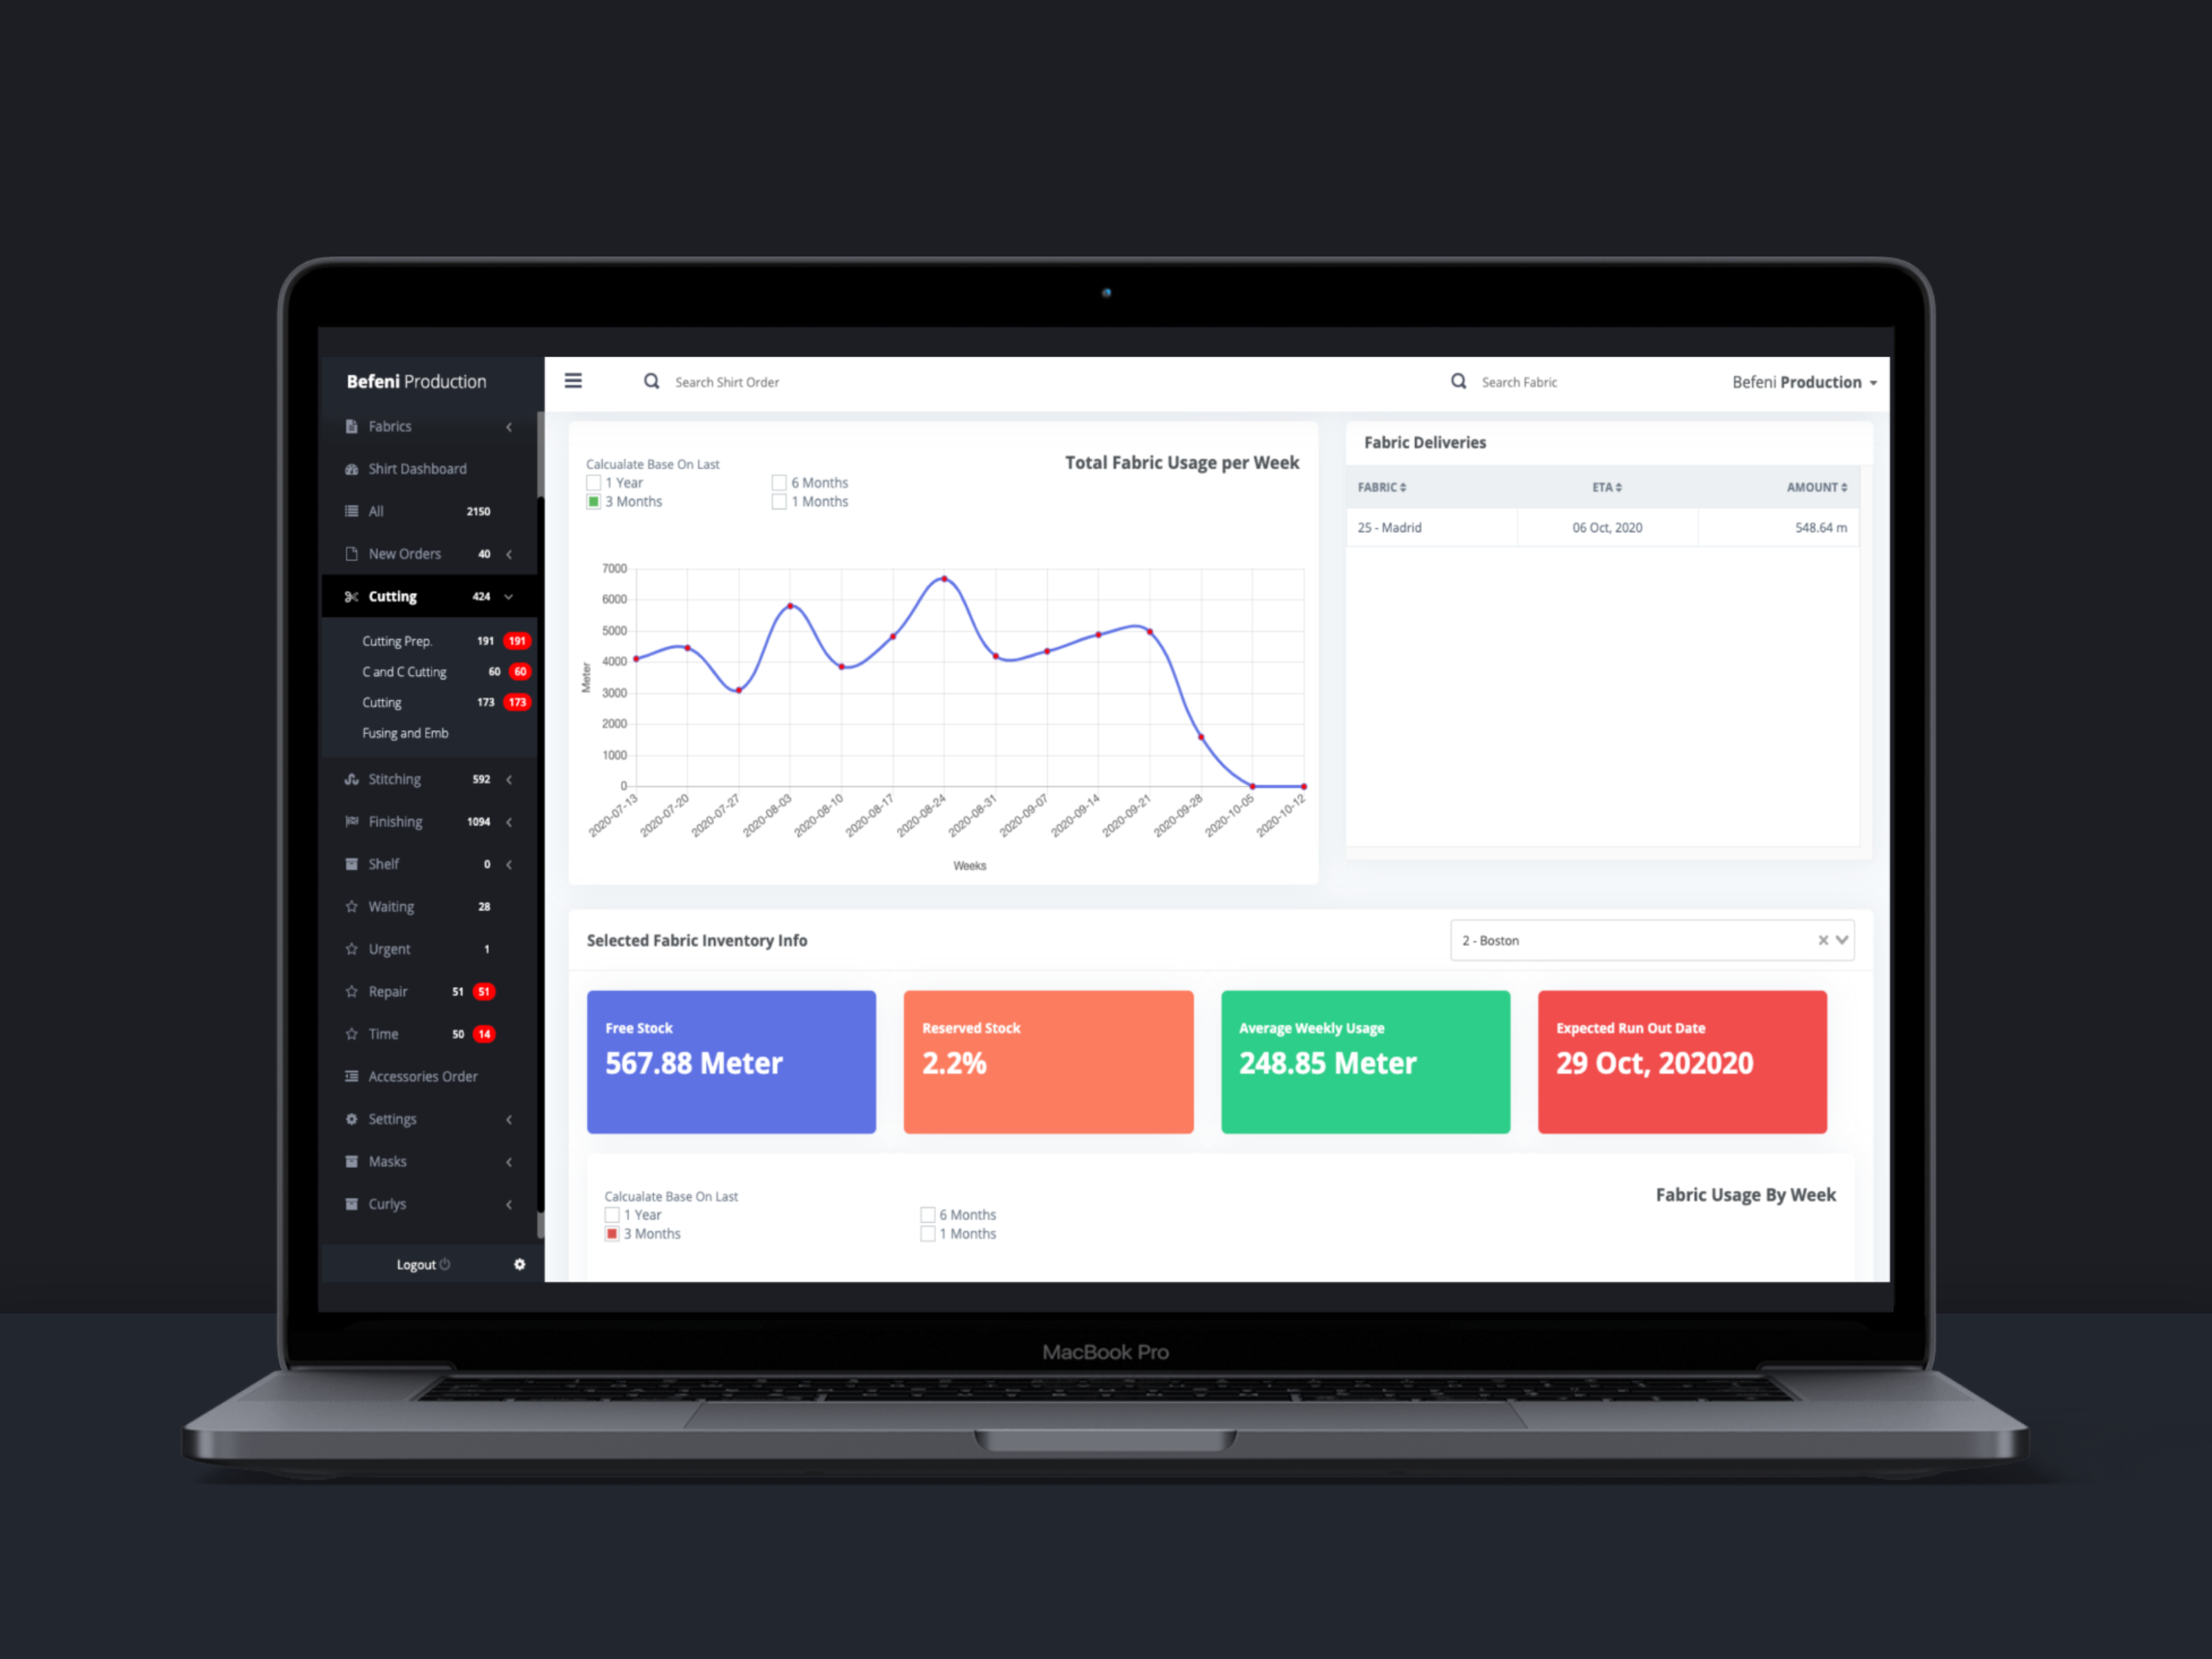 Befeni Production
Search Shirt Order
Search Fabric
Befeni Production
Fabrics
Shirt Dashboard
All 2150
New Orders 40
Cutting 424
Cutting Prep. 191 191
C and C Cutting 60 60
Cutting 173 173
Fusing and Emb
Stitching 592
Finishing 1094
Shelf 0
Waiting 28
Urgent 1
Repair 51 51
Time 50 14
Accessories Order
Settings
Masks
Curlys
Logout
Calcualate Base On Last
1 Year
6 Months
3 Months
1 Months
Total Fabric Usage per Week
7000
6000
5000
4000
3000
2000
1000
0
Meter
2020-07-13
2020-07-20
2020-07-27
2020-08-03
2020-08-10
2020-08-17
2020-08-24
2020-08-31
2020-09-07
2020-09-14
2020-09-21
2020-09-28
2020-10-05
2020-10-12
Weeks
Fabric Deliveries
FABRIC ETA AMOUNT
25 - Madrid 06 Oct, 2020 548.64 m
Selected Fabric Inventory Info
2 - Boston
Free Stock
567.88 Meter
Reserved Stock
2.2%
Average Weekly Usage
248.85 Meter
Expected Run Out Date
29 Oct, 202020
Calcualate Base On Last
1 Year
6 Months
3 Months
1 Months
Fabric Usage By Week
MacBook Pro